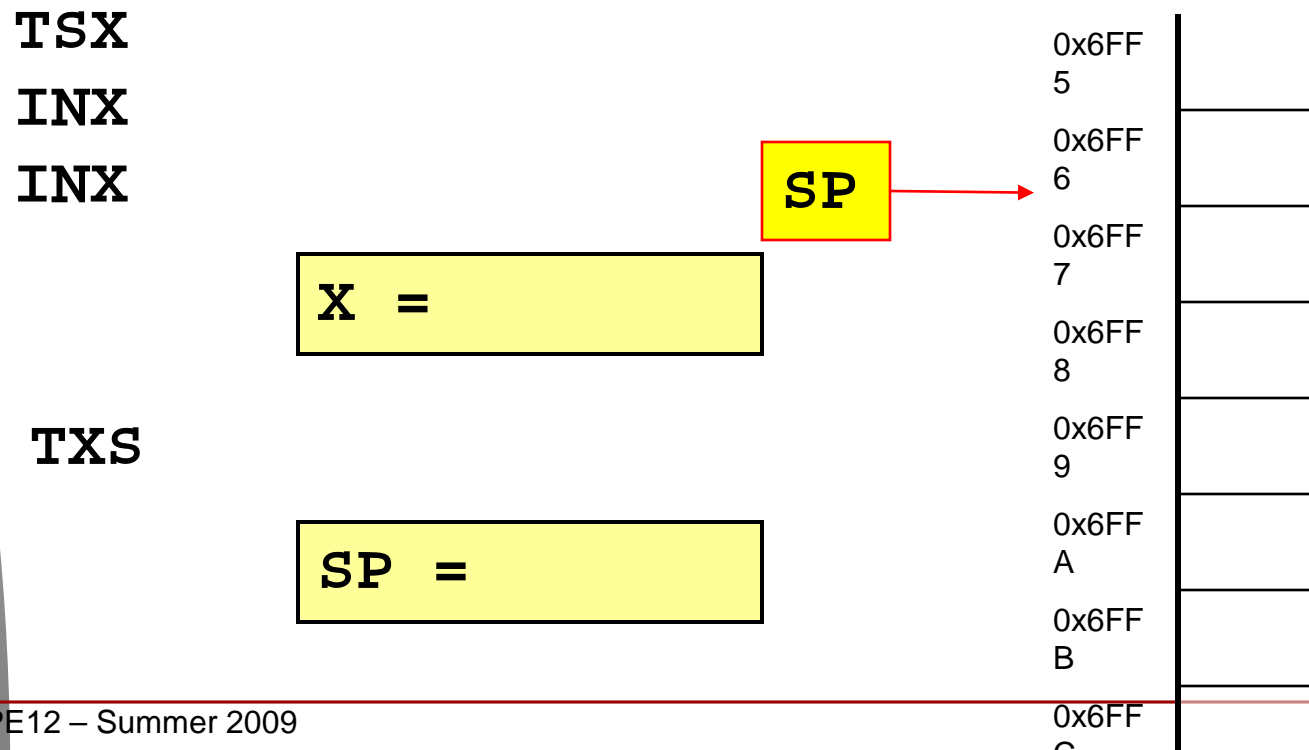 TSX
INX
INX
X =
TXS
SP =
SP
0x6FF
5
0x6FF
6
0x6FF
7
0x6FF
8
0x6FF
9
0x6FF
A
0x6FF
B
0x6FF
C
PE12 – Summer 2009